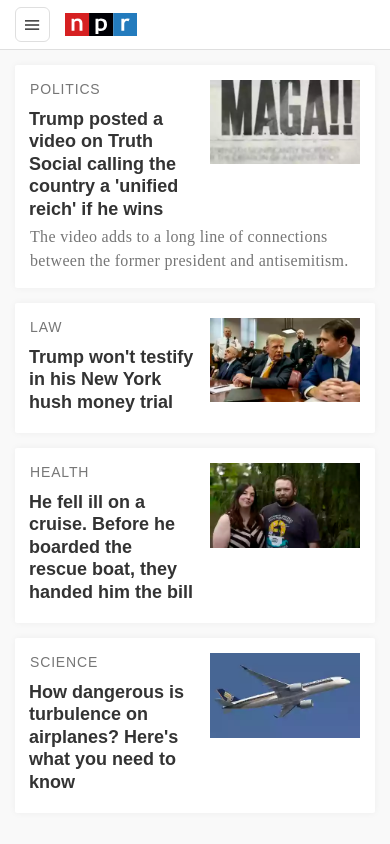 npr
POLITICS
Trump posted a
video on Truth
Social calling the
country a 'unified
reich' if he wins
MAGA!!
The video adds to a long line of connections
between the former president and antisemitism.
LAW
Trump won't testify
in his New York
hush money trial
HEALTH
He fell ill on a
cruise. Before he
boarded the
rescue boat, they
handed him the bill
SCIENCE
How dangerous is
turbulence on
airplanes? Here's
what you need to
know